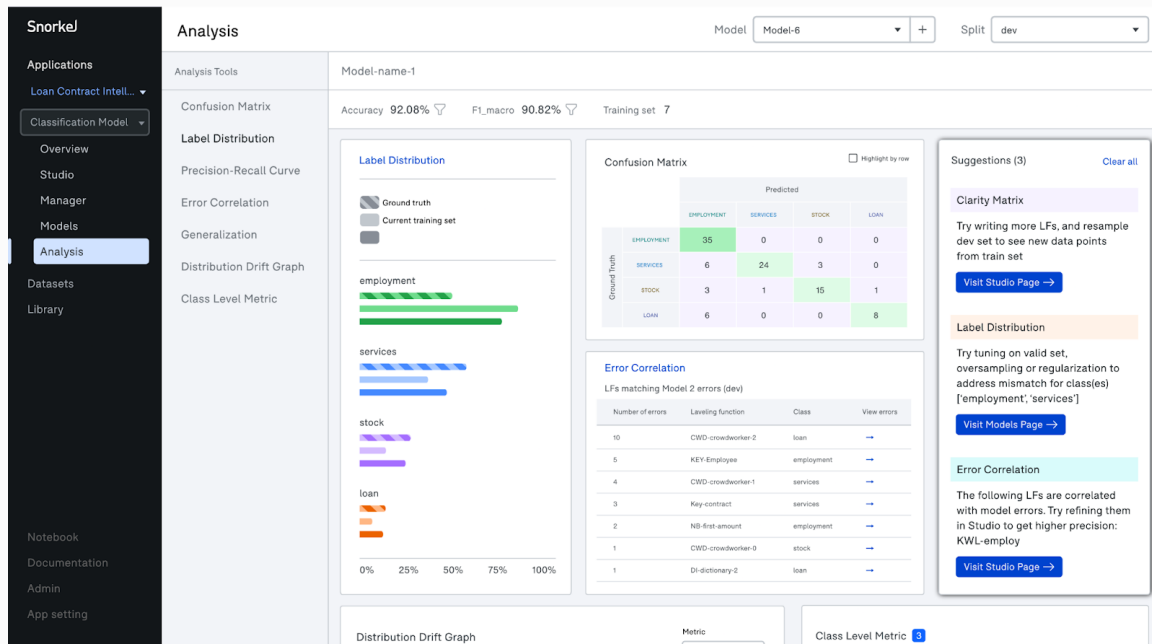 Snorkel
Applications
Loan Contract Intell...
Classification Model
Overview
Studio
Manager
Models
Analysis
Datasets
Library
Notebook
Documentation
Admin
App setting
Analysis
Model
Model-6
+
Split
dev
Analysis Tools
Confusion Matrix
Label Distribution
Precision-Recall Curve
Error Correlation
Generalization
Distribution Drift Graph
Class Level Metric
Model-name-1
Accuracy 92.08% F1_macro 90.82% Training set 7
Label Distribution
Ground truth
Current training set
employment
services
stock
loan
0% 25% 50% 75% 100%
Confusion Matrix
Highlight by row
Predicted
EMPLOYMENT SERVICES STOCK LOAN
Ground Truth
EMPLOYMENT 35 0 0 0
SERVICES 6 24 3 0
STOCK 3 1 15 1
LOAN 6 0 0 8
Error Correlation
LFs matching Model 2 errors (dev)
Number of errors Laveling function Class View errors
10 CWD-crowdworker-2 loan →
5 KEY-Employee employment →
4 CWD-crowdworker-1 services →
3 Key-contract services →
2 NB-first-amount employment →
1 CWD-crowdworker-0 stock →
1 DI-dictionary-2 loan →
Suggestions (3) Clear all
Clarity Matrix
Try writing more LFs, and resample
dev set to see new data points
from train set
Visit Studio Page →
Label Distribution
Try tuning on valid set,
oversampling or regularization to
address mismatch for class(es)
['employment', 'services']
Visit Models Page →
Error Correlation
The following LFs are correlated
with model errors. Try refining them
in Studio to get higher precision:
KWL-employ
Visit Studio Page →
Distribution Drift Graph
Metric
Class Level Metric 3